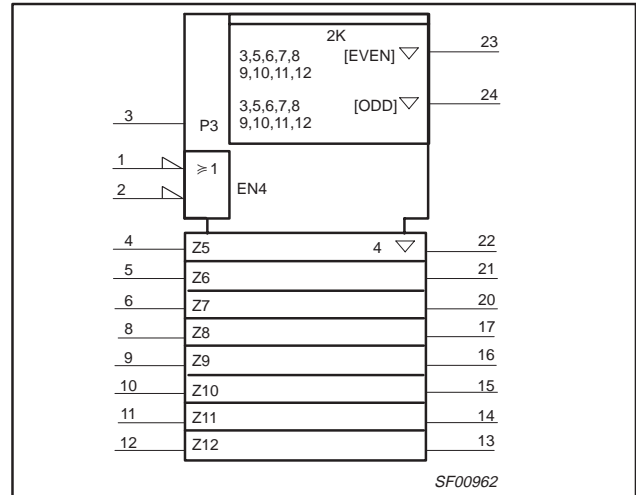 2K
3,5,6,7,8 [EVEN] ▽ 23
9,10,11,12
3,5,6,7,8 [ODD] ▽ 24
9,10,11,12
3 P3
1 ≥1
2 EN4
4 Z5 4 ▽ 22
5 Z6 21
6 Z7 20
8 Z8 17
9 Z9 16
10 Z10 15
11 Z11 14
12 Z12 13
SF00962